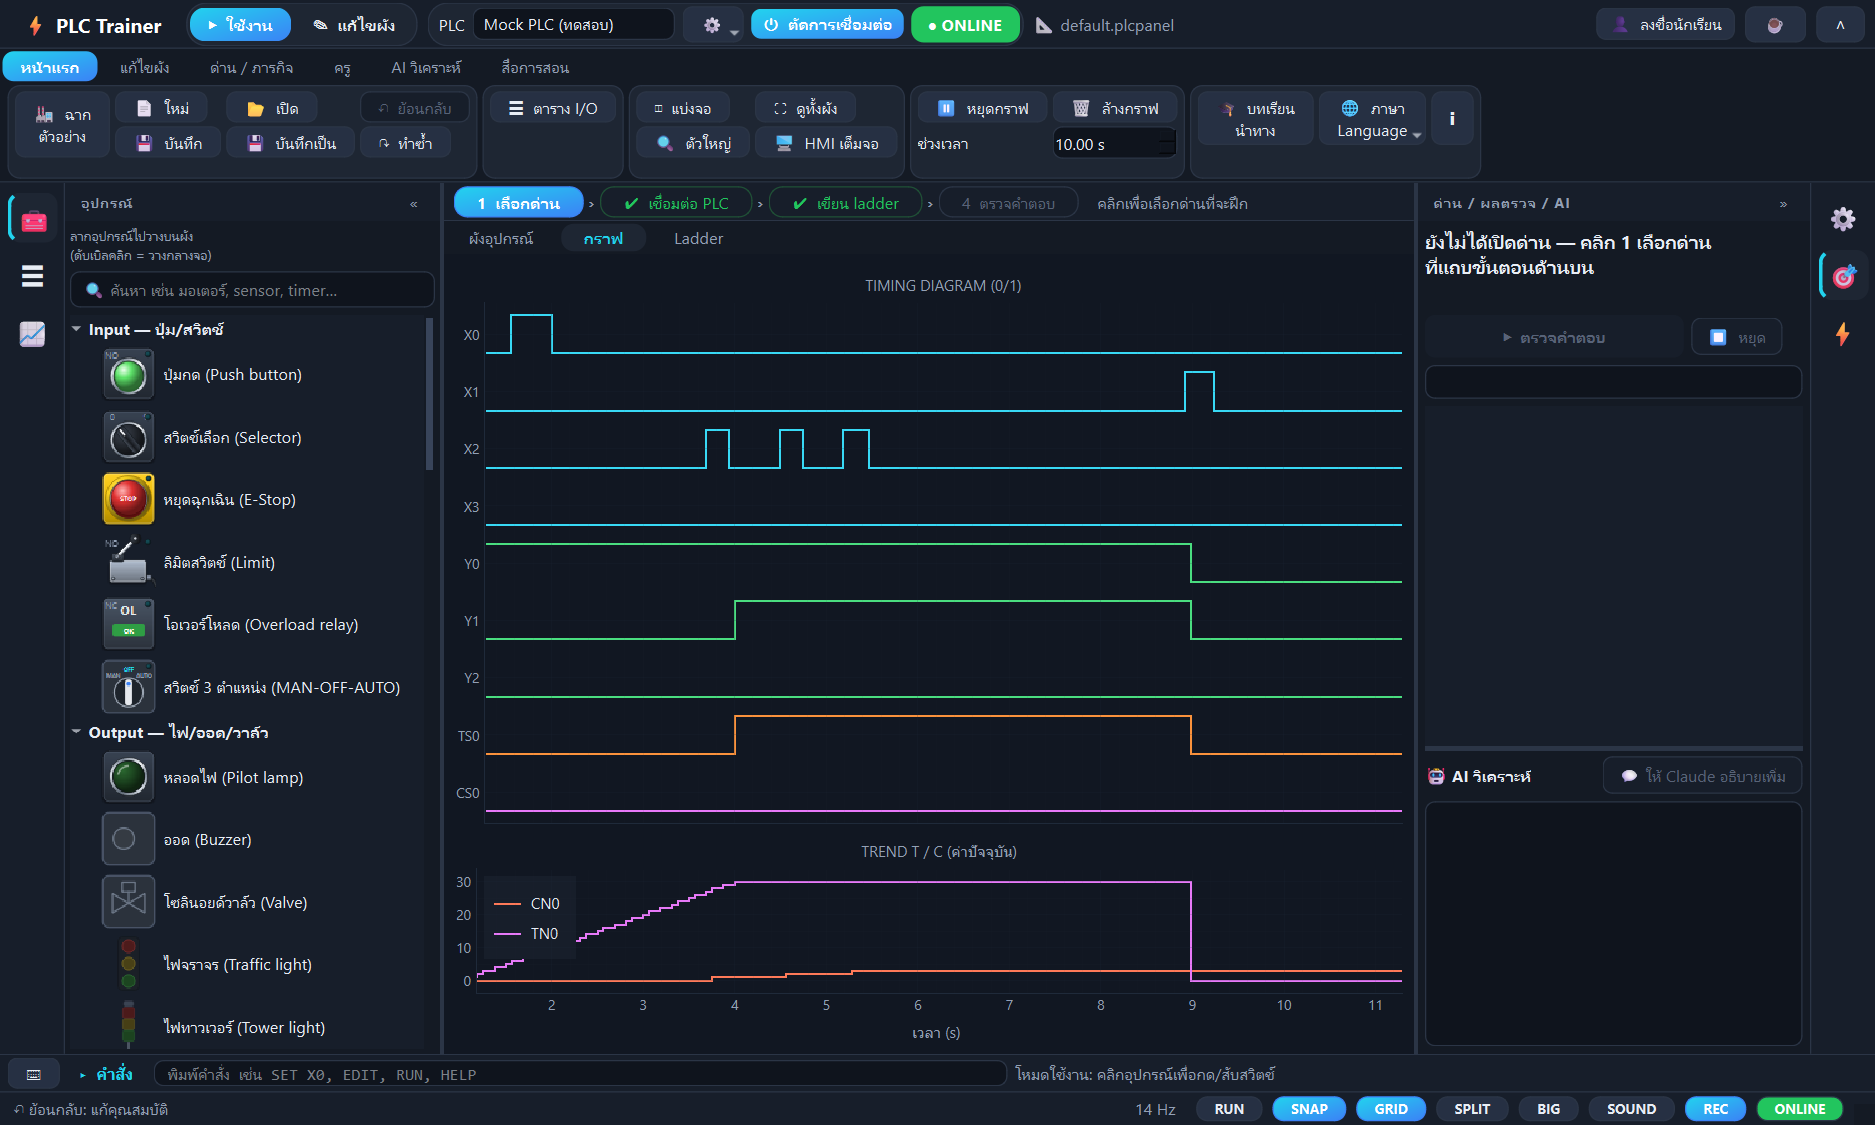 PLC Trainer
ใช้งาน
แก้ไขผัง
PLC
Mock PLC (ทดสอบ)
ตัดการเชื่อมต่อ
● ONLINE
default.plcpanel
ลงชื่อนักเรียน
หน้าแรก
แก้ไขผัง
ด่าน / ภารกิจ
ครู
AI วิเคราะห์
สื่อการสอน
ฉาก
ตัวอย่าง
ใหม่
เปิด
ย้อนกลับ
บันทึก
บันทึกเป็น
ทำซ้ำ
ตาราง I/O
แบ่งจอ
ดูทั้งผัง
ตัวใหญ่
HMI เต็มจอ
หยุดกราฟ
ล้างกราฟ
ช่วงเวลา
10.00 s
บทเรียน
นำทาง
ภาษา
Language
i
อุปกรณ์
«
ลากอุปกรณ์ไปวางบนผัง
(ดับเบิลคลิก = วางกลางจอ)
ค้นหา เช่น มอเตอร์, sensor, timer...
Input — ปุ่ม/สวิตช์
ปุ่มกด (Push button)
สวิตช์เลือก (Selector)
STOP
หยุดฉุกเฉิน (E-Stop)
NO
ลิมิตสวิตช์ (Limit)
NC
OL
โอเวอร์โหลด (Overload relay)
OFF
MAN
AUTO
สวิตช์ 3 ตำแหน่ง (MAN-OFF-AUTO)
Output — ไฟ/ออด/วาล์ว
หลอดไฟ (Pilot lamp)
ออด (Buzzer)
โซลินอยด์วาล์ว (Valve)
ไฟจราจร (Traffic light)
ไฟทาวเวอร์ (Tower light)
1 เลือกด่าน
›
✔ เชื่อมต่อ PLC
›
✔ เขียน ladder
›
4 ตรวจคำตอบ
คลิกเพื่อเลือกด่านที่จะฝึก
ผังอุปกรณ์
กราฟ
Ladder
TIMING DIAGRAM (0/1)
X0
X1
X2
X3
Y0
Y1
Y2
TS0
CS0
TREND T / C (ค่าปัจจุบัน)
30
20
10
0
CN0
TN0
2
3
4
5
6
7
8
9
10
11
เวลา (s)
ด่าน / ผลตรวจ / AI
»
ยังไม่ได้เปิดด่าน — คลิก 1 เลือกด่าน
ที่แถบขั้นตอนด้านบน
ตรวจคำตอบ
หยุด
AI วิเคราะห์
ให้ Claude อธิบายเพิ่ม
คำสั่ง
พิมพ์คำสั่ง เช่น SET X0, EDIT, RUN, HELP
โหมดใช้งาน: คลิกอุปกรณ์เพื่อกด/สับสวิตช์
ย้อนกลับ: แก้คุณสมบัติ
14 Hz
RUN
SNAP
GRID
SPLIT
BIG
SOUND
REC
ONLINE